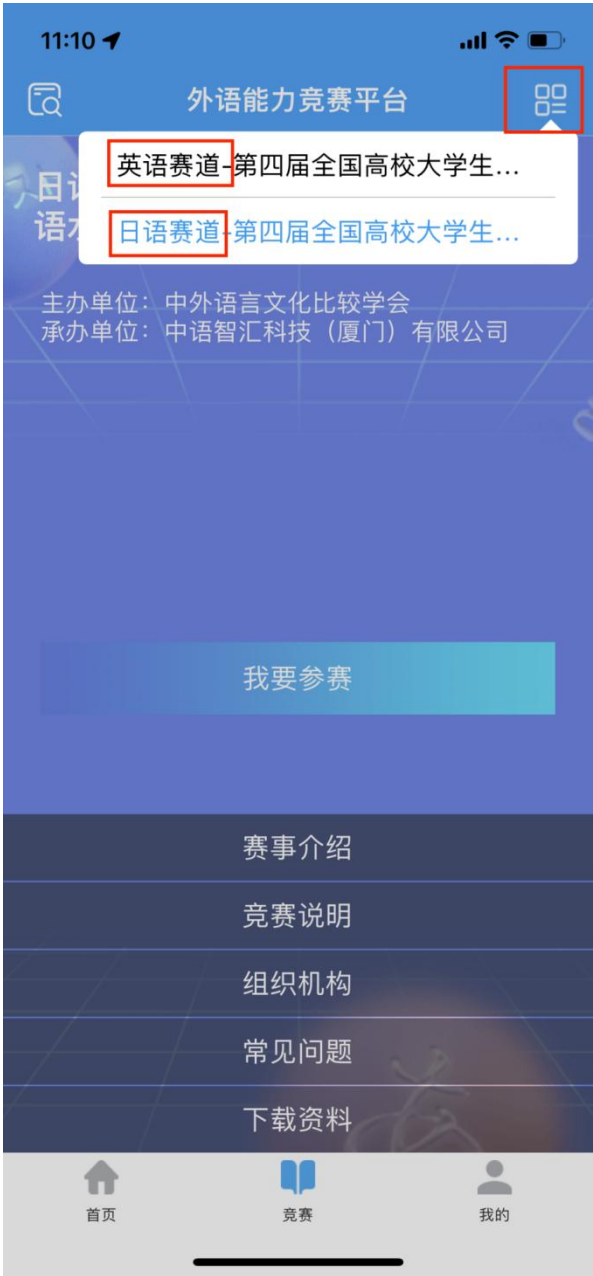 11:10
外语能力竞赛平台
英语赛道-第四届全国高校大学生...
日语赛道-第四届全国高校大学生...
日
语
主办单位：中外语言文化比较学会
承办单位：中语智汇科技（厦门）有限公司
我要参赛
赛事介绍
竞赛说明
组织机构
常见问题
下载资料
首页
竞赛
我的